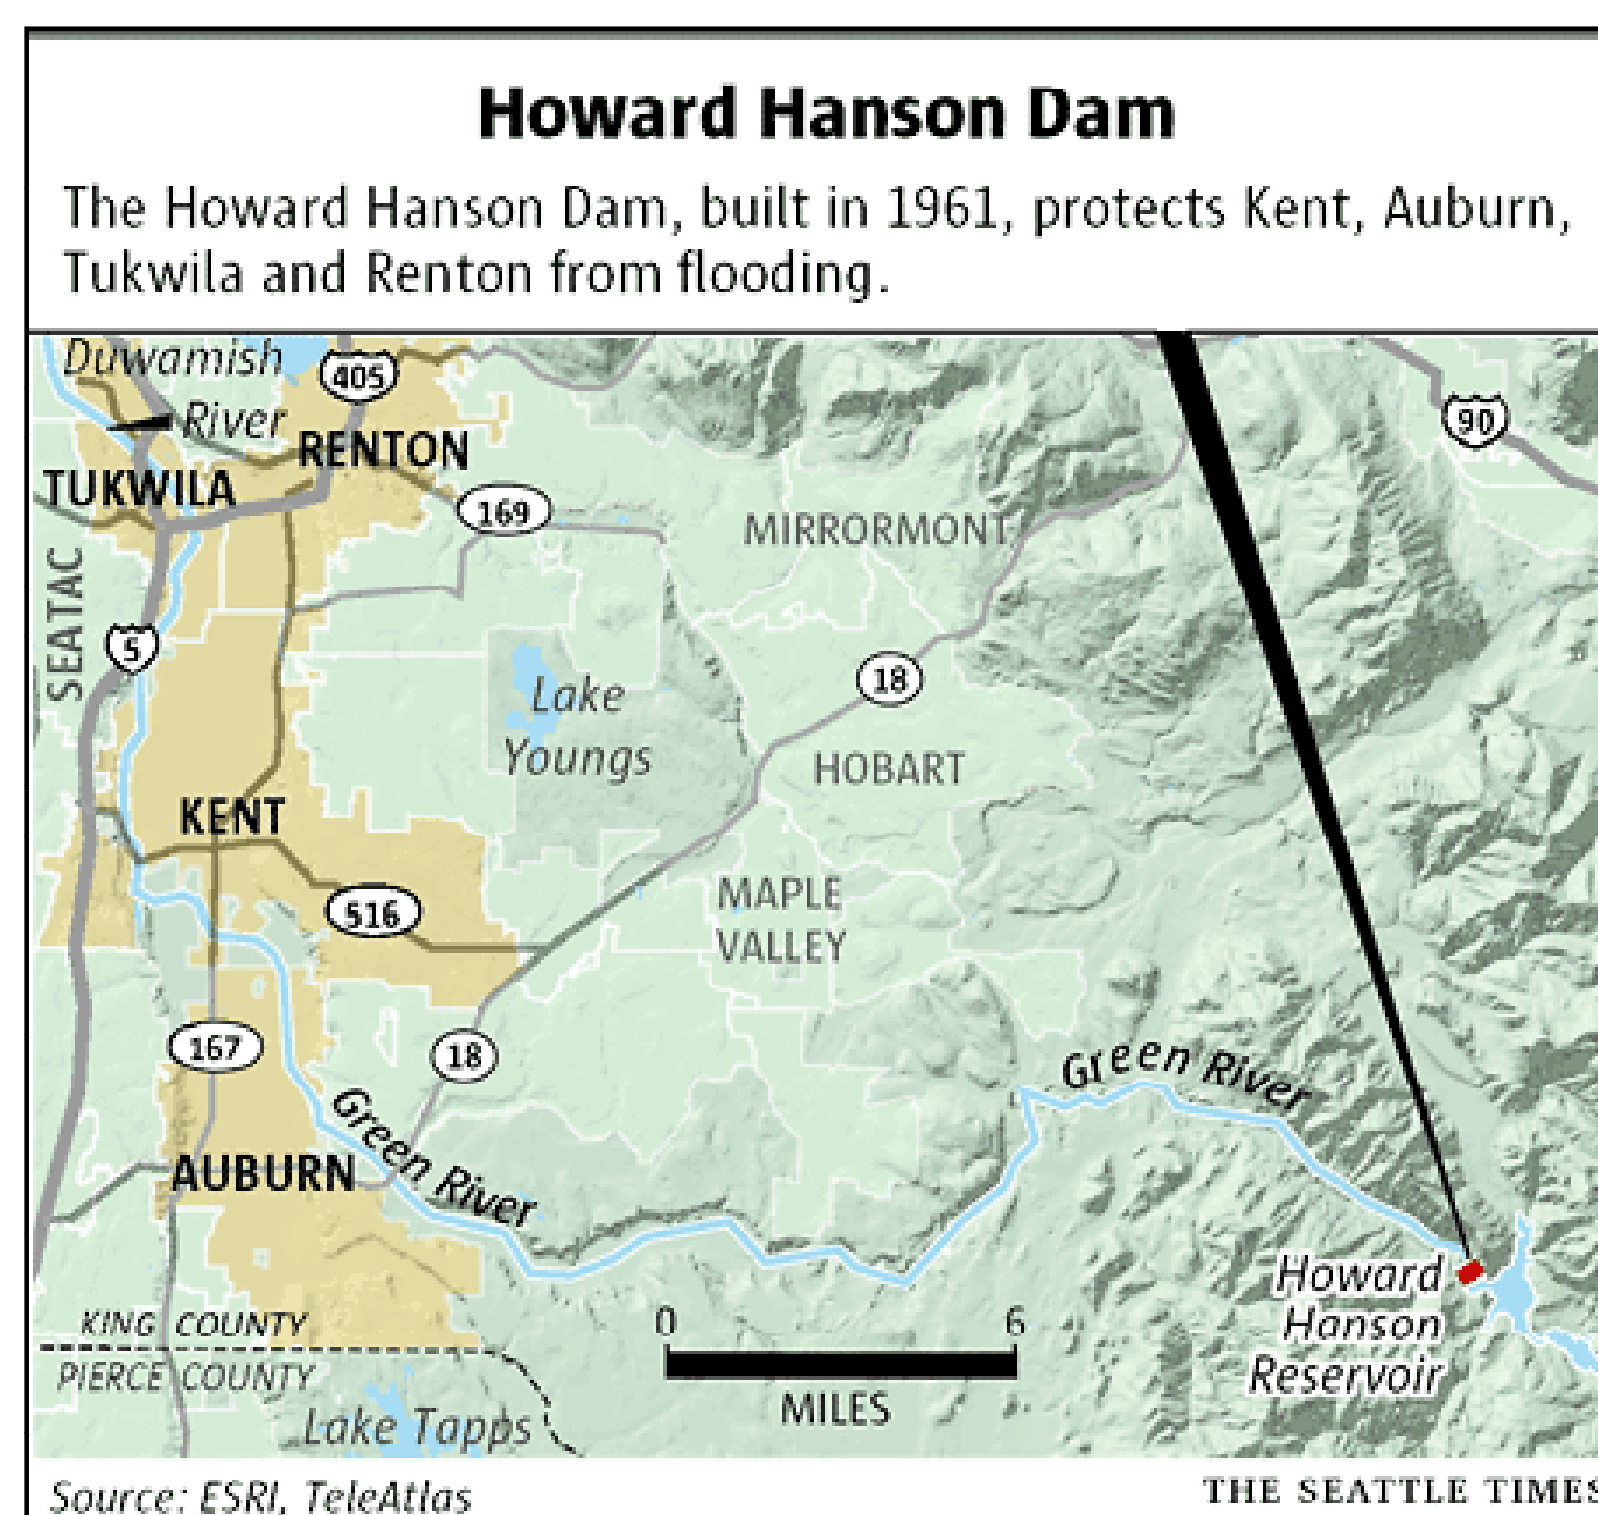 Howard Hanson Dam
The Howard Hanson Dam, built in 1961, protects Kent, Auburn,
Tukwila and Renton from flooding.
Duwamish
River
405
90
RENTON
TUKWILA
169
MIRRORMONT
SEATAC
5
18
Lake
Youngs
HOBART
KENT
516
MAPLE
VALLEY
167
18
Green River
Green River
AUBURN
Howard
Hanson
Reservoir
KING COUNTY
PIERCE COUNTY
0 6
MILES
Lake Tapps
Source: ESRI, TeleAtlas
THE SEATTLE TIMES